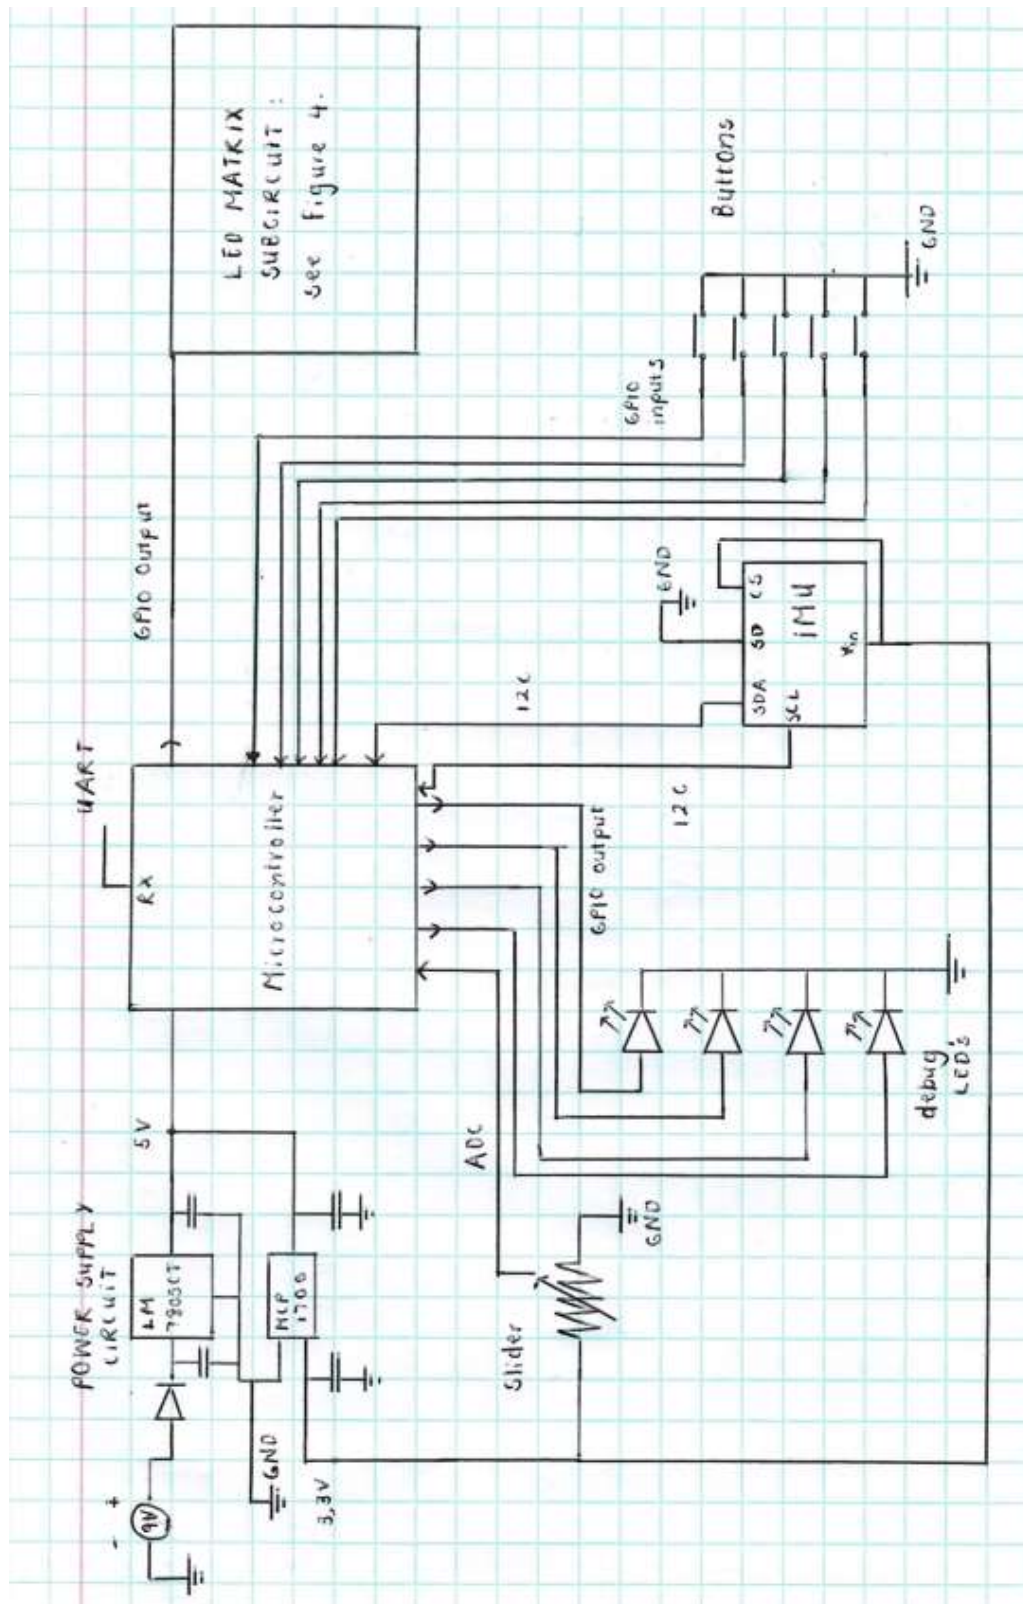 POWER SUPPLY
CIRCUIT
- +
9V
LM
7805CT
5V
MCP
1700
GND
3,3V
UART
RX
Microcontroller
GPIO Output
LED MATRIX
SUBCIRCUIT :
see Figure 4.
Slider
GND
ADC
debug
LED's
GPIO output
I2C
I2C
SDA
SD
CS
SCL
iMU
Vin
GND
GPIO
inputs
Buttons
GND